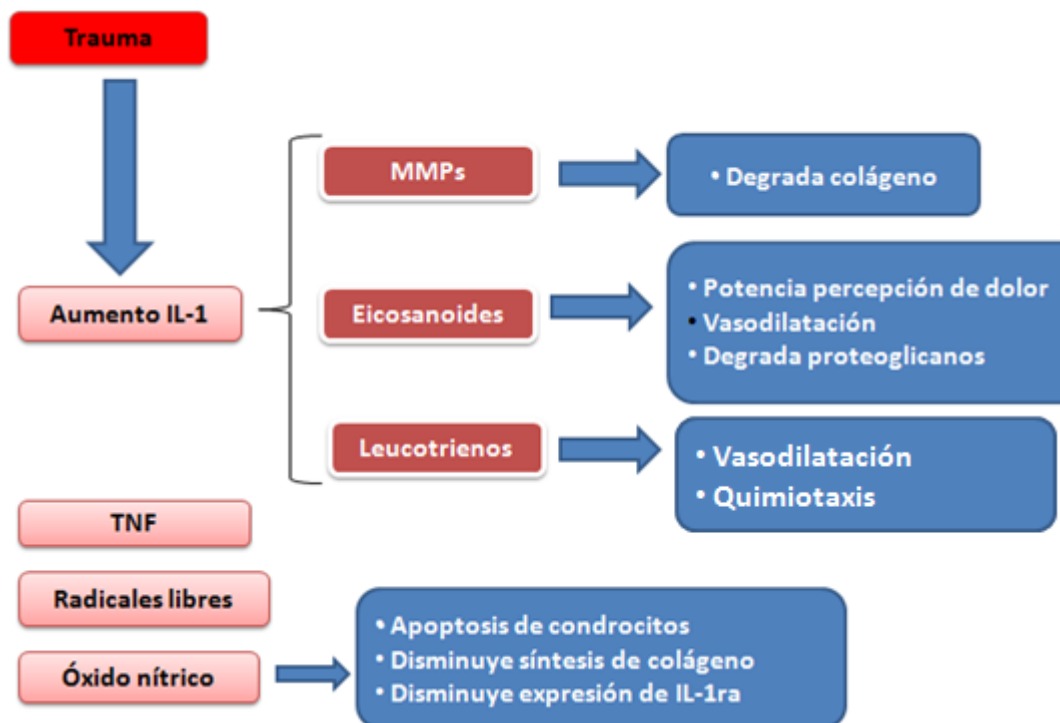 Trauma
MMPs
• Degrada colágeno
Aumento IL-1
Eicosanoides
• Potencia percepción de dolor
• Vasodilatación
• Degrada proteoglicanos
Leucotrienos
• Vasodilatación
• Quimiotaxis
TNF
Radicales libres
Óxido nítrico
• Apoptosis de condrocitos
• Disminuye síntesis de colágeno
• Disminuye expresión de IL-1ra